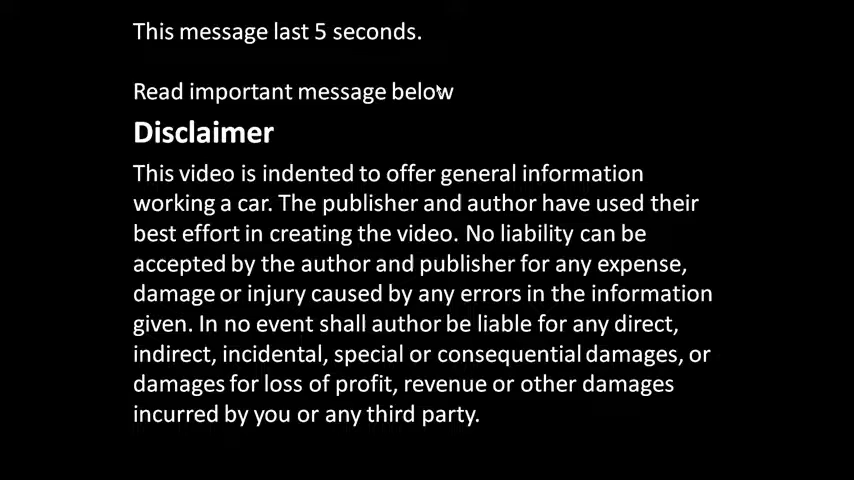 This message last 5 seconds.
Read important message below
Disclaimer
This video is indented to offer general information
working a car. The publisher and author have used their
best effort in creating the video. No liability can be
accepted by the author and publisher for any expense,
damage or injury caused by any errors in the information
given. In no event shall author be liable for any direct,
indirect, incidental, special or consequential damages, or
damages for loss of profit, revenue or other damages
incurred by you or any third party.